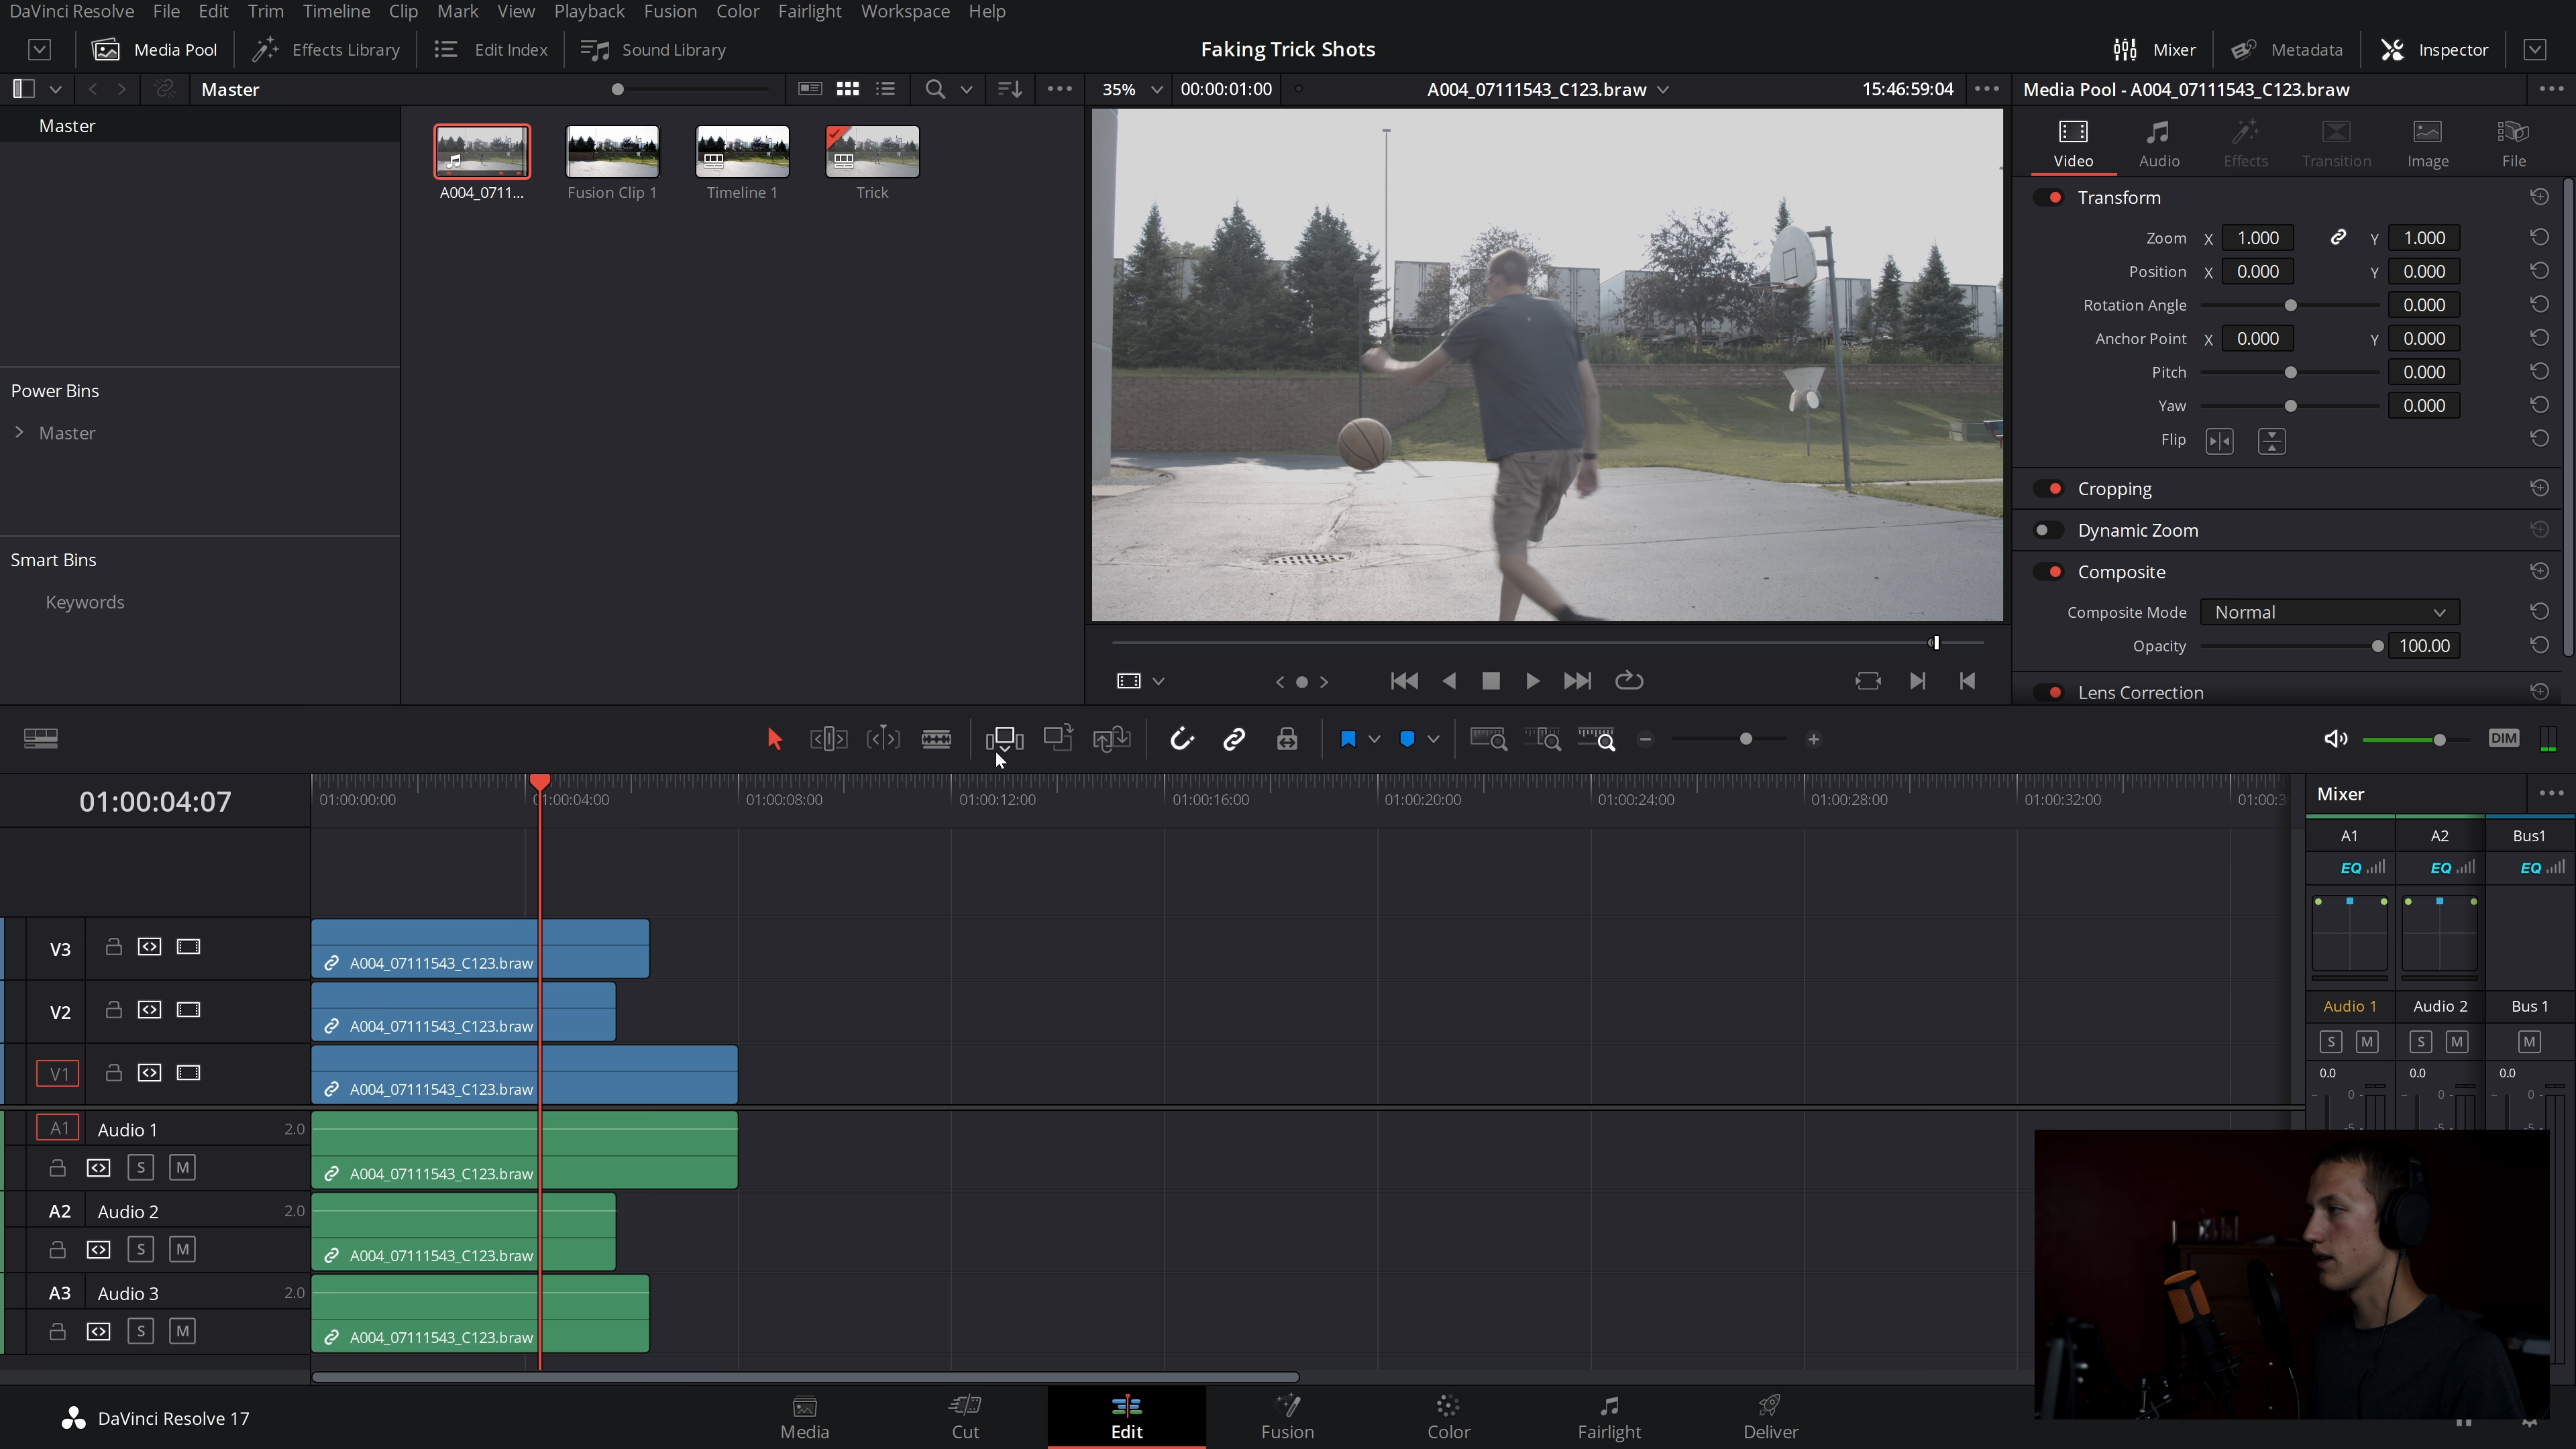 DaVinci Resolve File Edit Trim Timeline Clip Mark View Playback Fusion Color Fairlight Workspace Help
Media Pool Effects Library Edit Index Sound Library Faking Trick Shots Mixer Metadata Inspector
Master 35% 00:00:01:00 A004_07111543_C123.braw 15:46:59:04 Media Pool - A004_07111543_C123.braw
Master
Power Bins
Master
Smart Bins
Keywords
A004_0711... Fusion Clip 1 Timeline 1 Trick
Video Audio Effects Transition Image File
Transform
Zoom X 1.000 Y 1.000
Position X 0.000 Y 0.000
Rotation Angle 0.000
Anchor Point X 0.000 Y 0.000
Pitch 0.000
Yaw 0.000
Flip
Cropping
Dynamic Zoom
Composite
Composite Mode Normal
Opacity 100.00
Lens Correction
DIM
01:00:04:07
01:00:00:00 01:00:04:00 01:00:08:00 01:00:12:00 01:00:16:00 01:00:20:00 01:00:24:00 01:00:28:00 01:00:32:00
V3 A004_07111543_C123.braw
V2 A004_07111543_C123.braw
V1 A004_07111543_C123.braw
A1 Audio 1 2.0
S M A004_07111543_C123.braw
A2 Audio 2 2.0
S M A004_07111543_C123.braw
A3 Audio 3 2.0
S M A004_07111543_C123.braw
Mixer
A1 A2 Bus1
EQ EQ EQ
Audio 1 Audio 2 Bus 1
S M S M M
0.0 0.0 0.0
0 0 0
-5 -5 -5
DaVinci Resolve 17 Media Cut Edit Fusion Color Fairlight Deliver